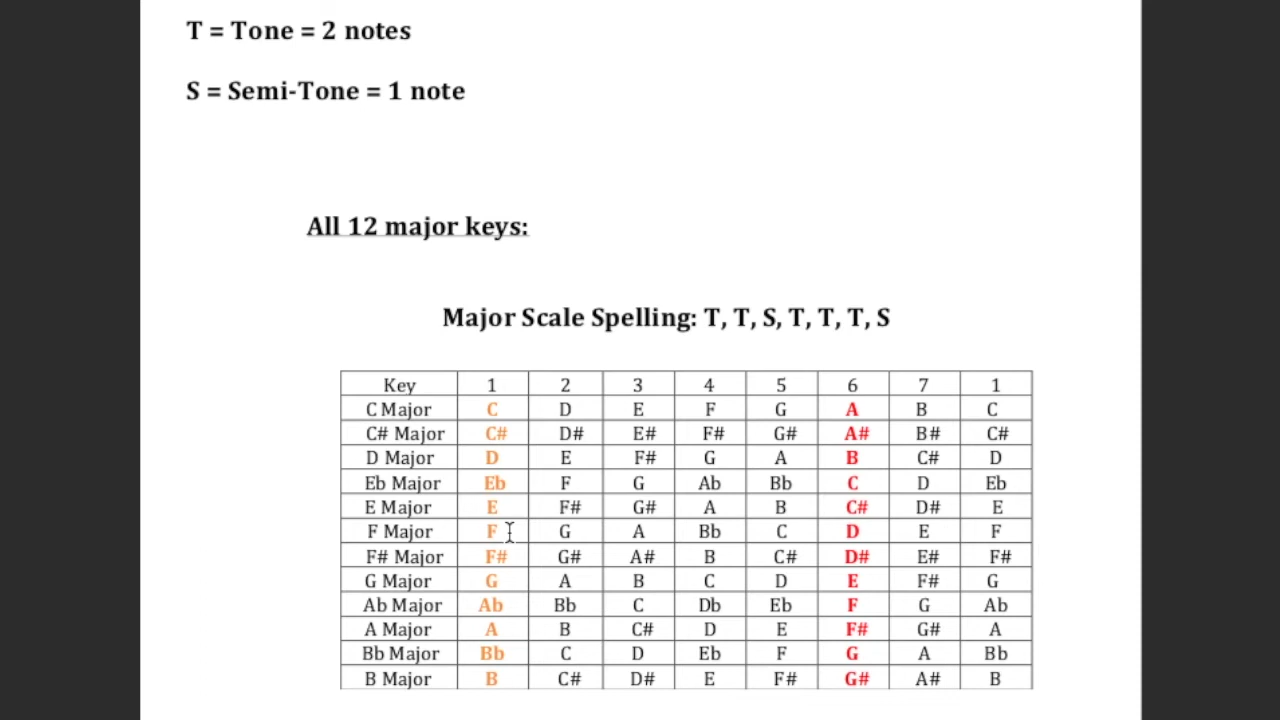 T = Tone = 2 notes
S = Semi-Tone = 1 note
All 12 major keys:
Major Scale Spelling: T, T, S, T, T, T, S
Key 1 2 3 4 5 6 7 1
C Major C D E F G A B C
C# Major C# D# E# F# G# A# B# C#
D Major D E F# G A B C# D
Eb Major Eb F G Ab Bb C D Eb
E Major E F# G# A B C# D# E
F Major F G A Bb C D E F
F# Major F# G# A# B C# D# E# F#
G Major G A B C D E F# G
Ab Major Ab Bb C Db Eb F G Ab
A Major A B C# D E F# G# A
Bb Major Bb C D Eb F G A Bb
B Major B C# D# E F# G# A# B